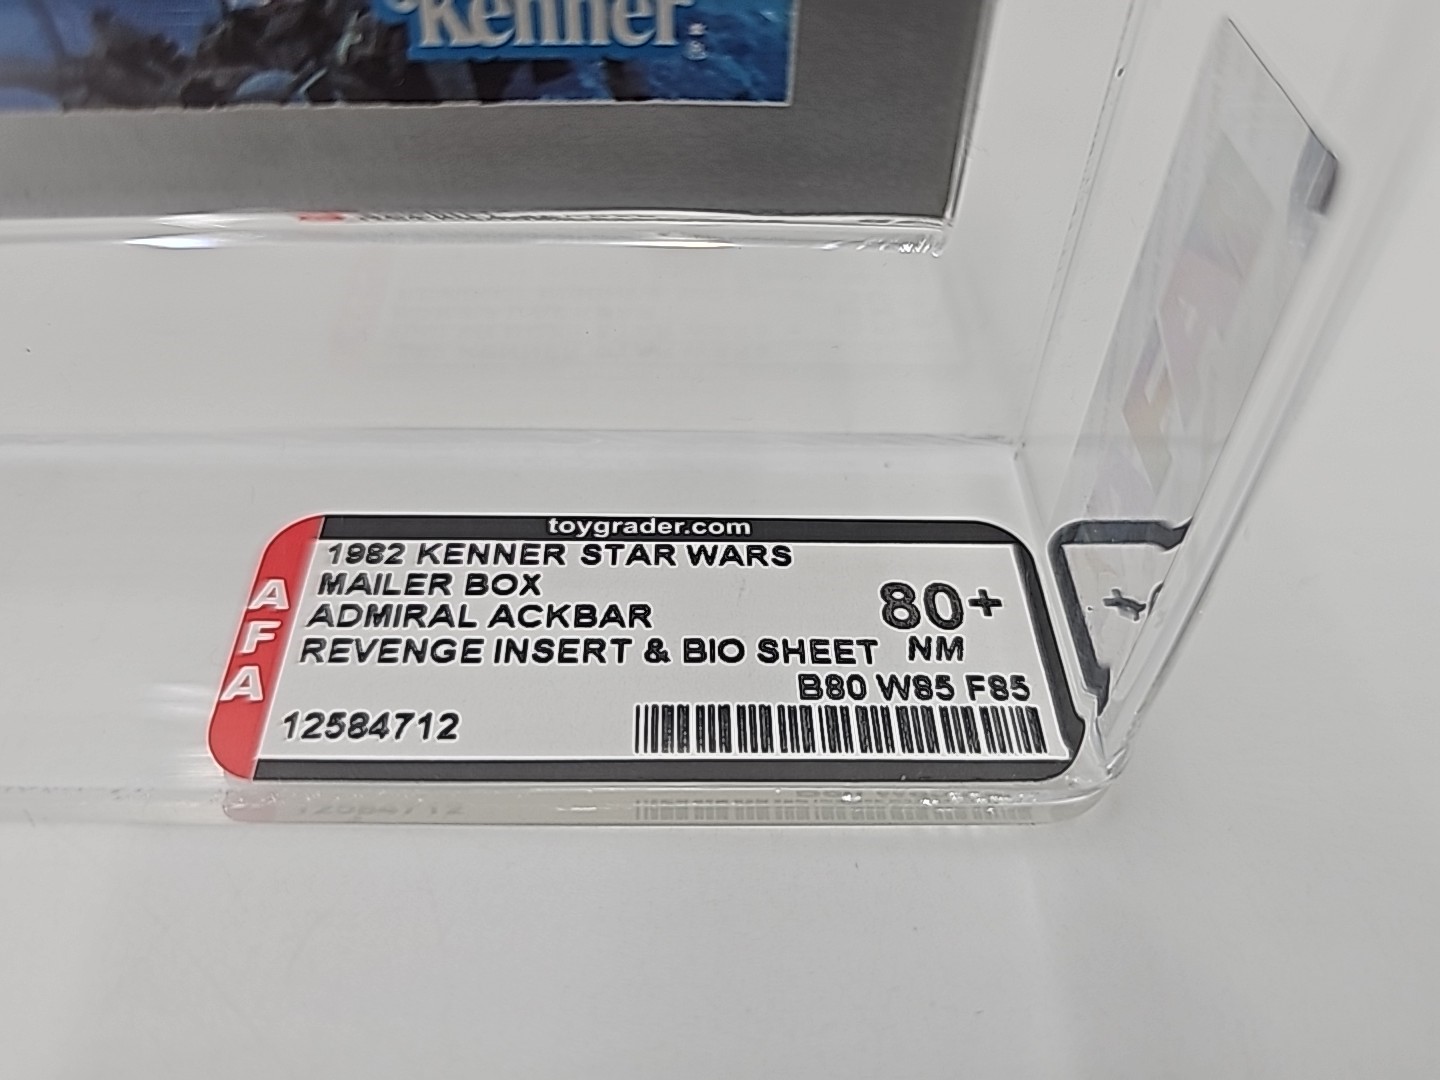 Kenner
toygrader.com
1982 KENNER STAR WARS
MAILER BOX
ADMIRAL ACKBAR
REVENGE INSERT & BIO SHEET
80+
NM
B80 W85 F85
AFA
12584712